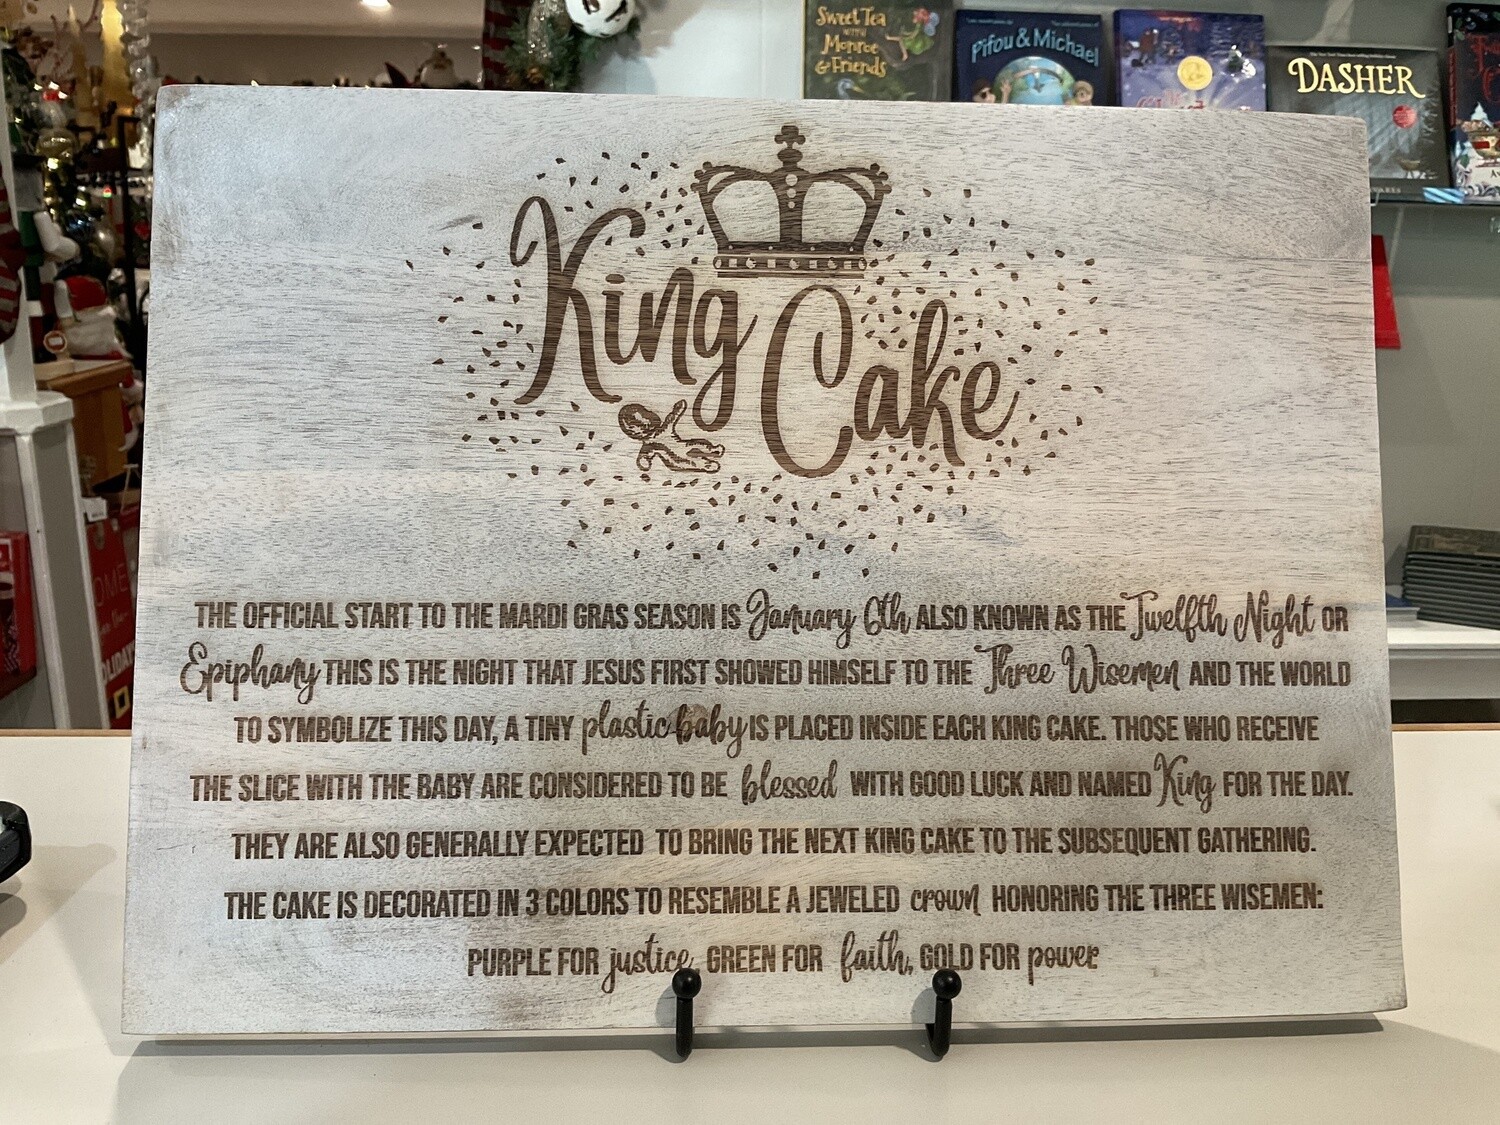 Sweet Tea
WITH
Monroe
& Friends
Pifou & Michael
DASHER
King Cake
THE OFFICIAL START TO THE MARDI GRAS SEASON IS January 6th ALSO KNOWN AS THE Twelfth Night OR
Epiphany THIS IS THE NIGHT THAT JESUS FIRST SHOWED HIMSELF TO THE Three Wisemen AND THE WORLD
TO SYMBOLIZE THIS DAY, A TINY plastic baby IS PLACED INSIDE EACH KING CAKE. THOSE WHO RECEIVE
THE SLICE WITH THE BABY ARE CONSIDERED TO BE blessed WITH GOOD LUCK AND NAMED King FOR THE DAY.
THEY ARE ALSO GENERALLY EXPECTED TO BRING THE NEXT KING CAKE TO THE SUBSEQUENT GATHERING.
THE CAKE IS DECORATED IN 3 COLORS TO RESEMBLE A JEWELED crown HONORING THE THREE WISEMEN:
PURPLE FOR justice, GREEN FOR faith, GOLD FOR power